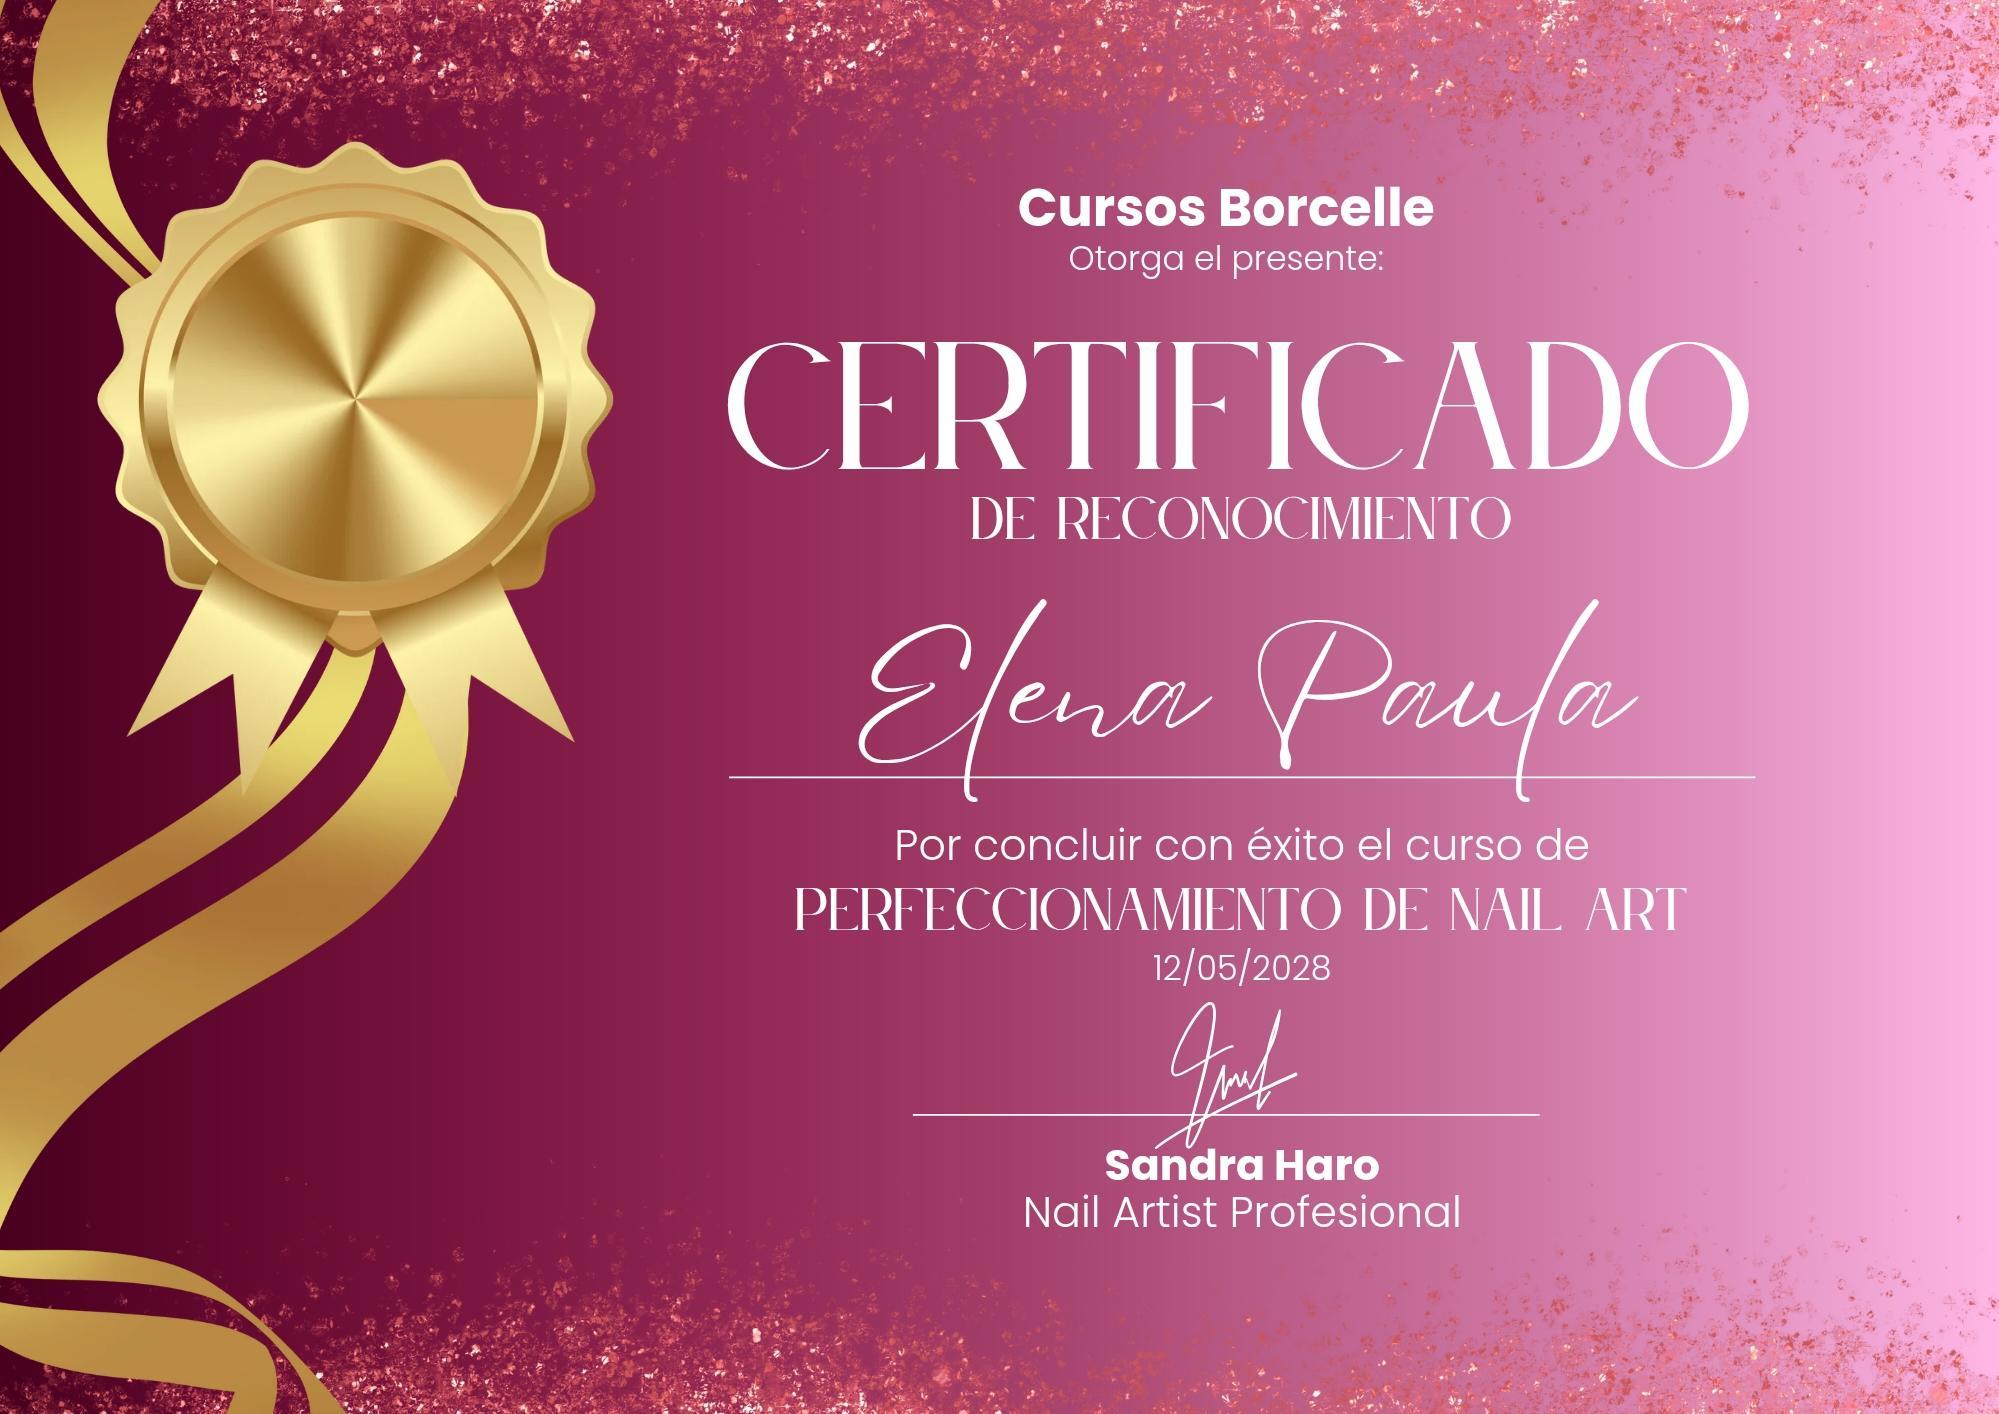 Cursos Borcelle
Otorga el presente:
CERTIFICADO
DE RECONOCIMIENTO
Elena Paula
Por concluir con éxito el curso de
PERFECCIONAMIENTO DE NAIL ART
12/05/2028
Sandra Haro
Nail Artist Profesional